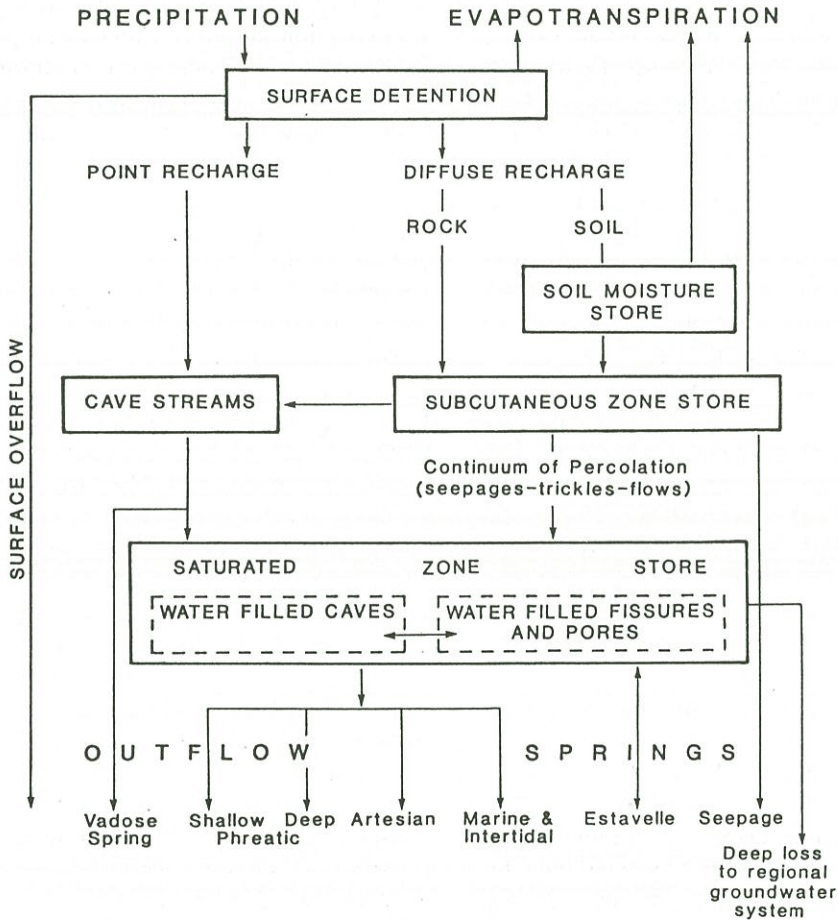 PRECIPITATION
EVAPOTRANSPIRATION
SURFACE DETENTION
POINT RECHARGE
DIFFUSE RECHARGE
ROCK
SOIL
SOIL MOISTURE
STORE
SURFACE OVERFLOW
CAVE STREAMS
SUBCUTANEOUS ZONE STORE
Continuum of Percolation
(seepages-trickles-flows)
SATURATED ZONE STORE
WATER FILLED CAVES
WATER FILLED FISSURES
AND PORES
OUTFLOW SPRINGS
Vadose
Spring
Shallow Deep
Phreatic
Artesian
Marine &
Intertidal
Estavelle
Seepage
Deep loss
to regional
groundwater
system